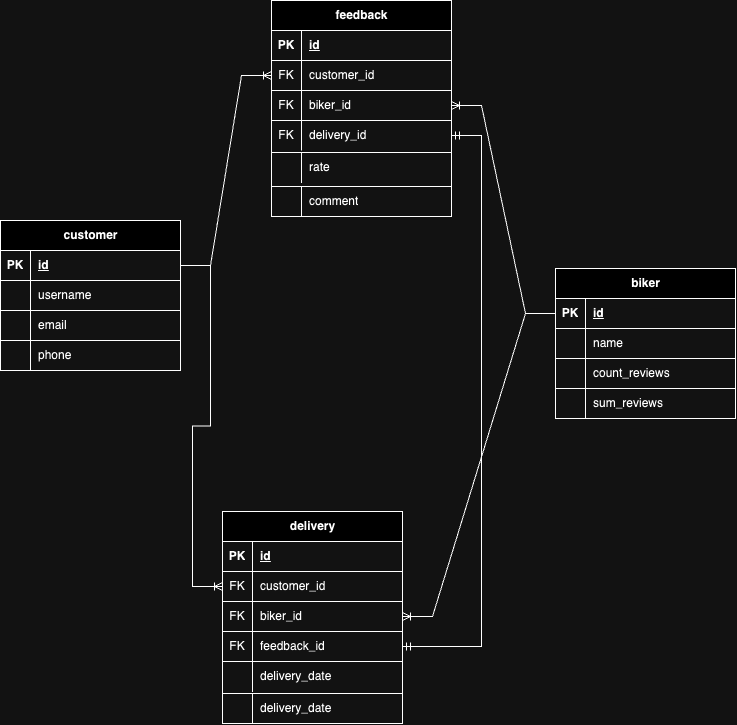 feedback
PK id
FK customer_id
FK biker_id
FK delivery_id
rate
comment
customer
PK id
username
email
phone
biker
PK id
name
count_reviews
sum_reviews
delivery
PK id
FK customer_id
FK biker_id
FK feedback_id
delivery_date
delivery_date